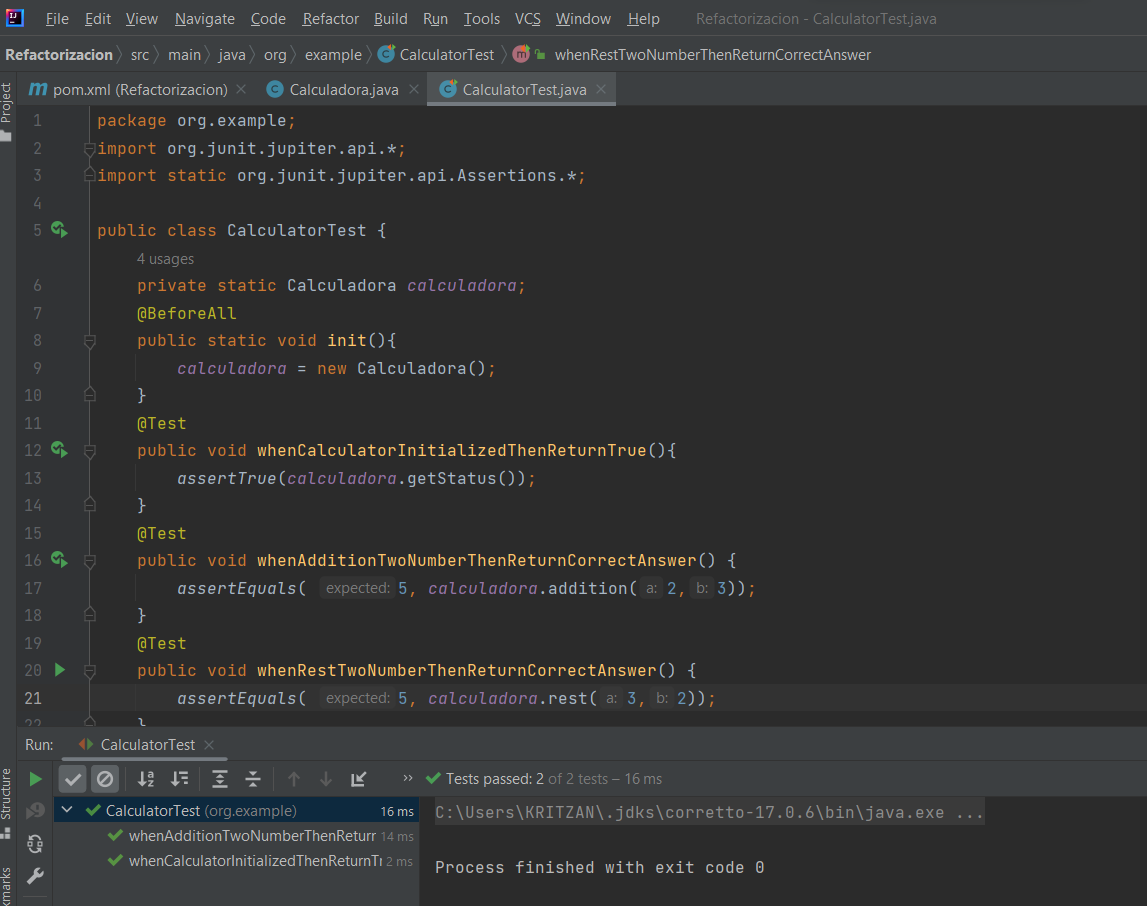 File Edit View Navigate Code Refactor Build Run Tools VCS Window Help Refactorizacion - CalculatorTest.java
Refactorizacion src main java org example CalculatorTest whenRestTwoNumberThenReturnCorrectAnswer
pom.xml (Refactorizacion) Calculadora.java CalculatorTest.java
Project
1 package org.example;
2 import org.junit.jupiter.api.*;
3 import static org.junit.jupiter.api.Assertions.*;
4
5 public class CalculatorTest {
4 usages
6 private static Calculadora calculadora;
7 @BeforeAll
8 public static void init(){
9 calculadora = new Calculadora();
10 }
11 @Test
12 public void whenCalculatorInitializedThenReturnTrue(){
13 assertTrue(calculadora.getStatus());
14 }
15 @Test
16 public void whenAdditionTwoNumberThenReturnCorrectAnswer() {
17 assertEquals( expected: 5, calculadora.addition( a: 2, b: 3));
18 }
19 @Test
20 public void whenRestTwoNumberThenReturnCorrectAnswer() {
21 assertEquals( expected: 5, calculadora.rest( a: 3, b: 2));
22 }
Run: CalculatorTest
Tests passed: 2 of 2 tests – 16 ms
CalculatorTest (org.example) 16 ms
whenAdditionTwoNumberThenReturr 14 ms
whenCalculatorInitializedThenReturnTr 2 ms
C:\Users\KRITZAN\.jdks\corretto-17.0.6\bin\java.exe ...
Process finished with exit code 0
Structure